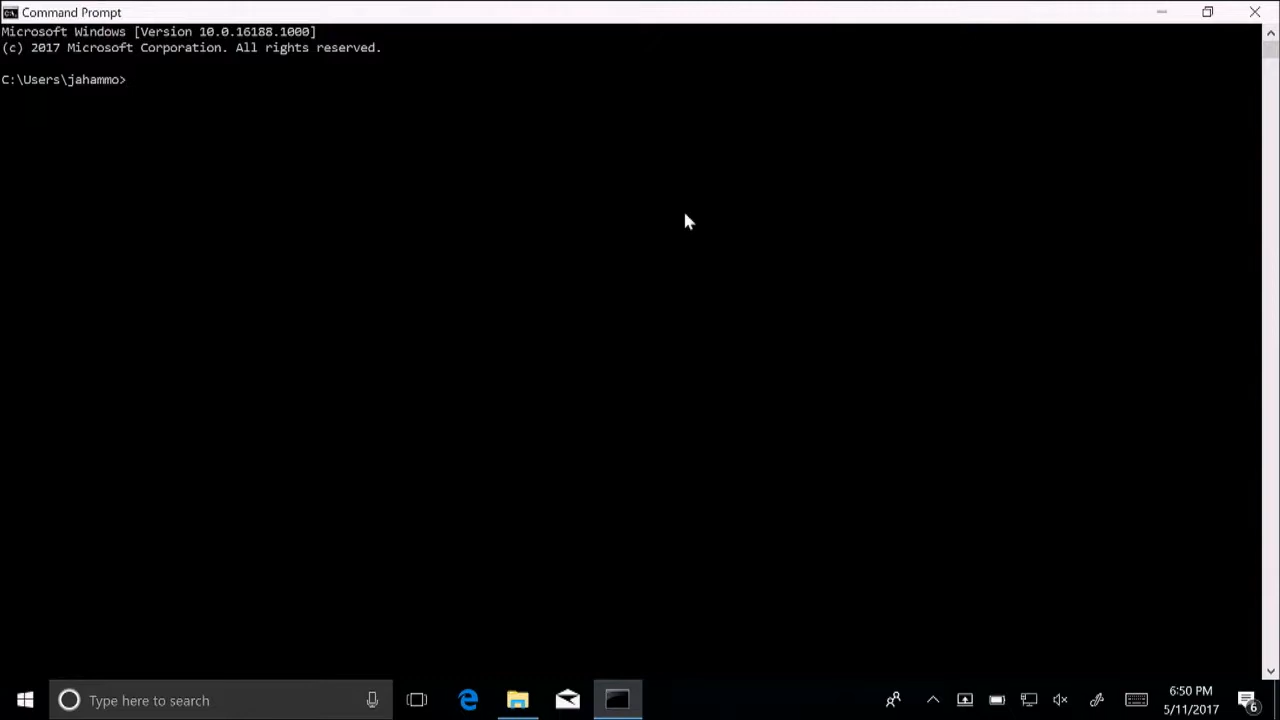 Command Prompt
Microsoft Windows [Version 10.0.16188.1000]
(c) 2017 Microsoft Corporation. All rights reserved.
C:\Users\jahammo>
Type here to search
6:50 PM
5/11/2017
6